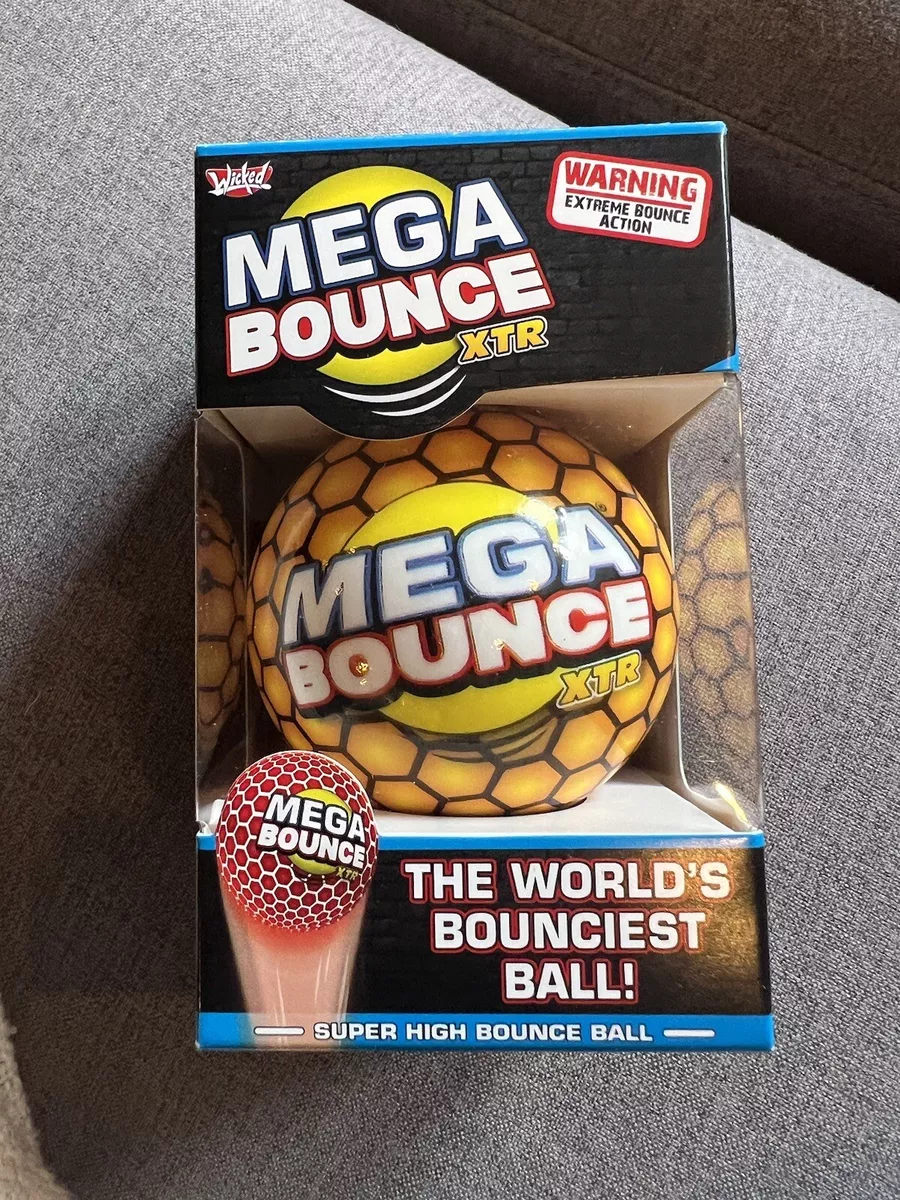 Wicked
MEGA
BOUNCE
XTR
WARNING
EXTREME BOUNCE
ACTION
MEGA
BOUNCE
XTR
MEGA
BOUNCE
XTR
THE WORLD'S
BOUNCIEST
BALL!
SUPER HIGH BOUNCE BALL